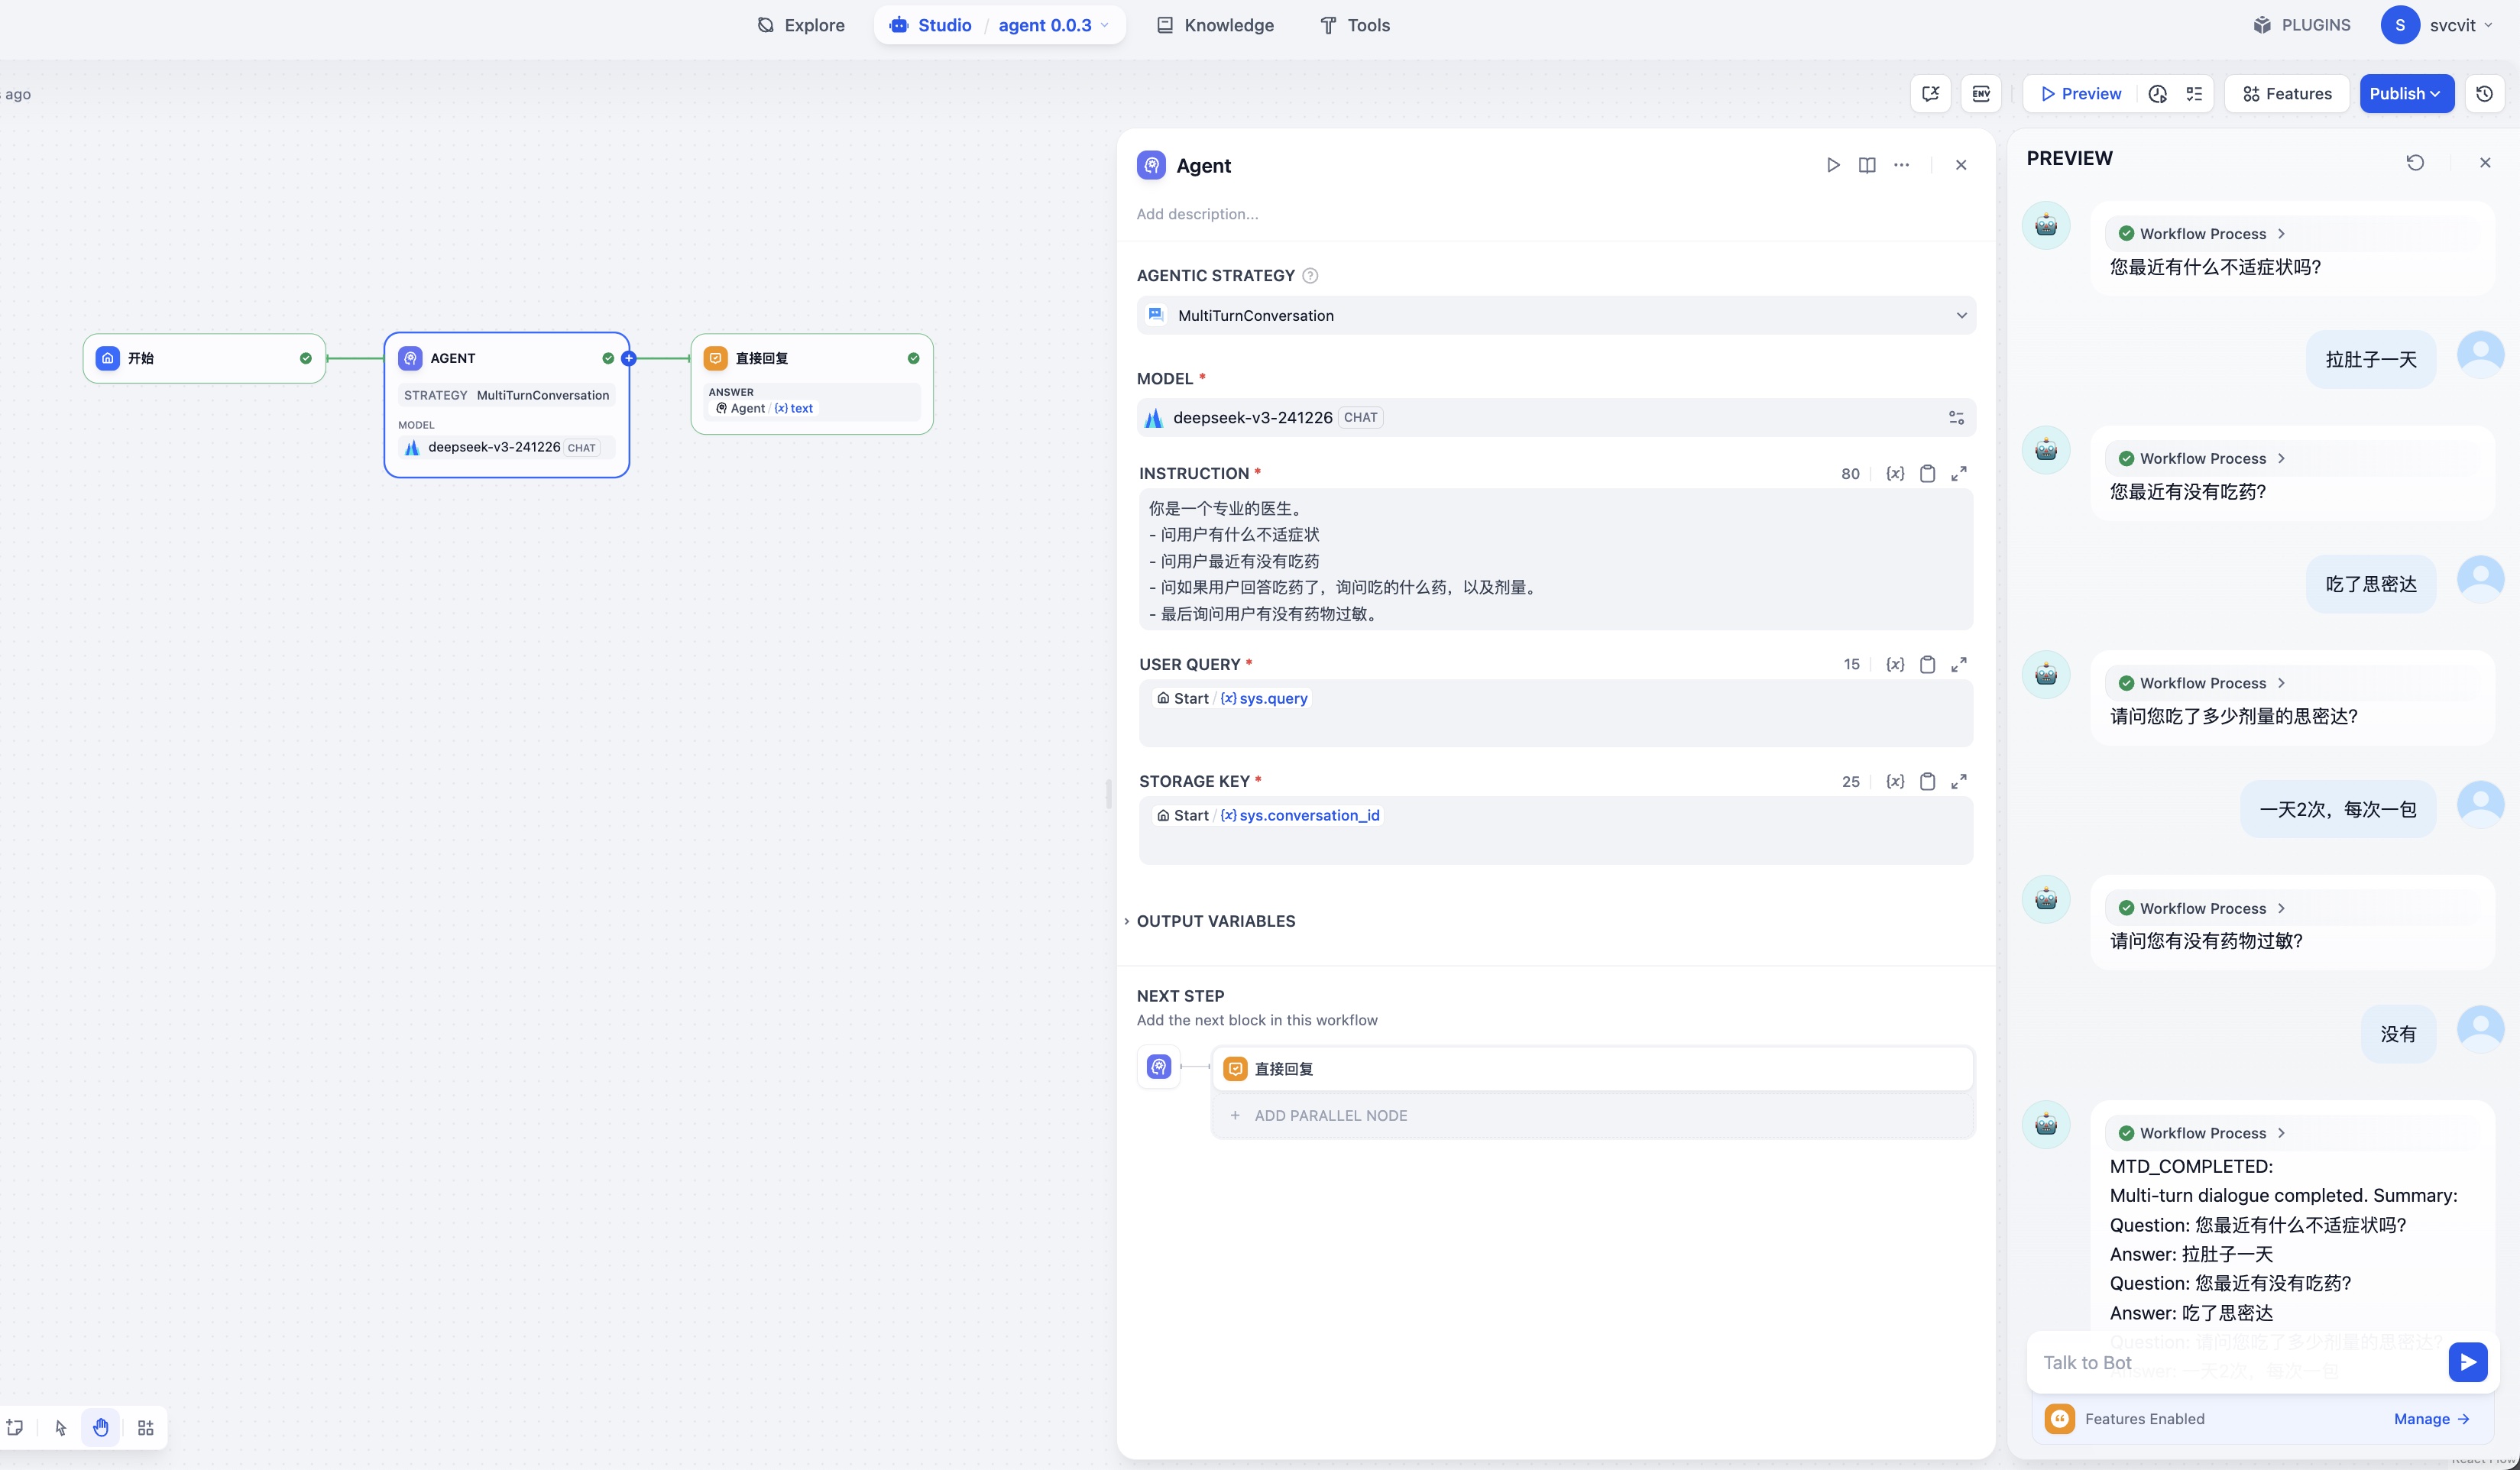 Explore
Studio / agent 0.0.3
Knowledge
Tools
PLUGINS
S
svcvit
ago
ENV
Preview
Features
Publish
开始
AGENT
STRATEGY MultiTurnConversation
MODEL
deepseek-v3-241226 CHAT
直接回复
ANSWER
Agent / {x} text
Agent
Add description...
AGENTIC STRATEGY ?
MultiTurnConversation
MODEL *
deepseek-v3-241226 CHAT
INSTRUCTION * 80 {x}
你是一个专业的医生。
- 问用户有什么不适症状
- 问用户最近有没有吃药
- 问如果用户回答吃药了，询问吃的什么药，以及剂量。
- 最后询问用户有没有药物过敏。
USER QUERY * 15 {x}
Start / {x} sys.query
STORAGE KEY * 25 {x}
Start / {x} sys.conversation_id
OUTPUT VARIABLES
NEXT STEP
Add the next block in this workflow
直接回复
+ ADD PARALLEL NODE
PREVIEW
Workflow Process
您最近有什么不适症状吗?
拉肚子一天
Workflow Process
您最近有没有吃药?
吃了思密达
Workflow Process
请问您吃了多少剂量的思密达?
一天2次，每次一包
Workflow Process
请问您有没有药物过敏?
没有
Workflow Process
MTD_COMPLETED:
Multi-turn dialogue completed. Summary:
Question: 您最近有什么不适症状吗?
Answer: 拉肚子一天
Question: 您最近有没有吃药?
Answer: 吃了思密达
Question: 请问您吃了多少剂量的思密达?
Answer: 一天2次，每次一包
Talk to Bot
Features Enabled
Manage →
React Flow